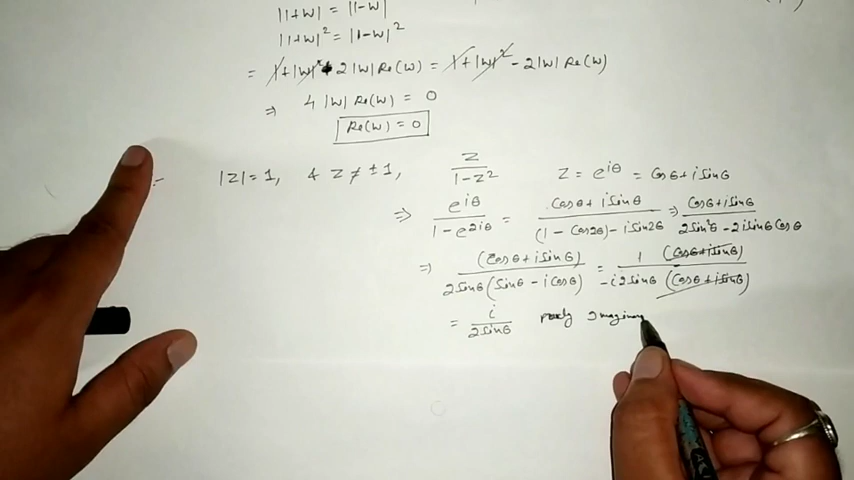 |1+W| = |1-W|
|1+W|² = |1-W|²
= 1+|W|² + 2|W| Re(W) = 1+|W|² - 2|W| Re(W)
⇒ 4 |W| Re(W) = 0
Re(W) = 0
|Z| = 1, & Z ≠ ±1, Z/(1-Z²) Z = e^{iθ} = Cosθ + i Sinθ
⇒ e^{iθ}/(1 - e^{2iθ}) = (Cosθ + i Sinθ)/((1 - Cos2θ) - i Sin2θ) ⇒ (Cosθ + i Sinθ)/(2Sin²θ - 2i Sinθ Cosθ)
⇒ (Cosθ + i Sinθ)/(2Sinθ (Sinθ - i Cosθ)) = 1 (Cosθ + i Sinθ)/(-i 2Sinθ (Cosθ + i Sinθ))
= i/(2Sinθ)